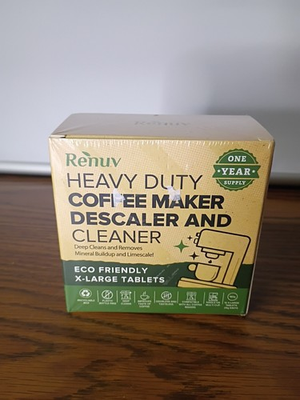 Renuv
ONE
YEAR
SUPPLY
HEAVY DUTY
COFFEE MAKER
DESCALER AND
CLEANER
Deep Cleans and Removes
Mineral Buildup and Limescale!
ECO FRIENDLY
X-LARGE TABLETS